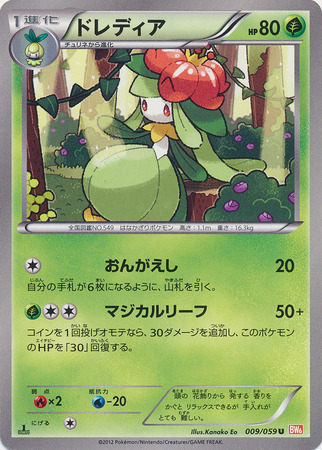 1進化 ドレディア HP80
チュリネから進化
全国図鑑NO.549 はなかざりポケモン 高さ:1.1m 重さ:16.3kg
おんがえし 20
自分の手札が6枚になるように、山札を引く。
マジカルリーフ 50+
コインを1回投げオモテなら、30ダメージを追加し、このポケモン
のHPを「30」回復する。
弱点 ×2 抵抗力 -20
にげる
頭の花飾りから発する香りを
かぐとリラックスできるが手入れが
とても難しい。
Illus.Kanako Eo 009/059 U BW6
©2012 Pokémon/Nintendo/Creatures/GAME FREAK.